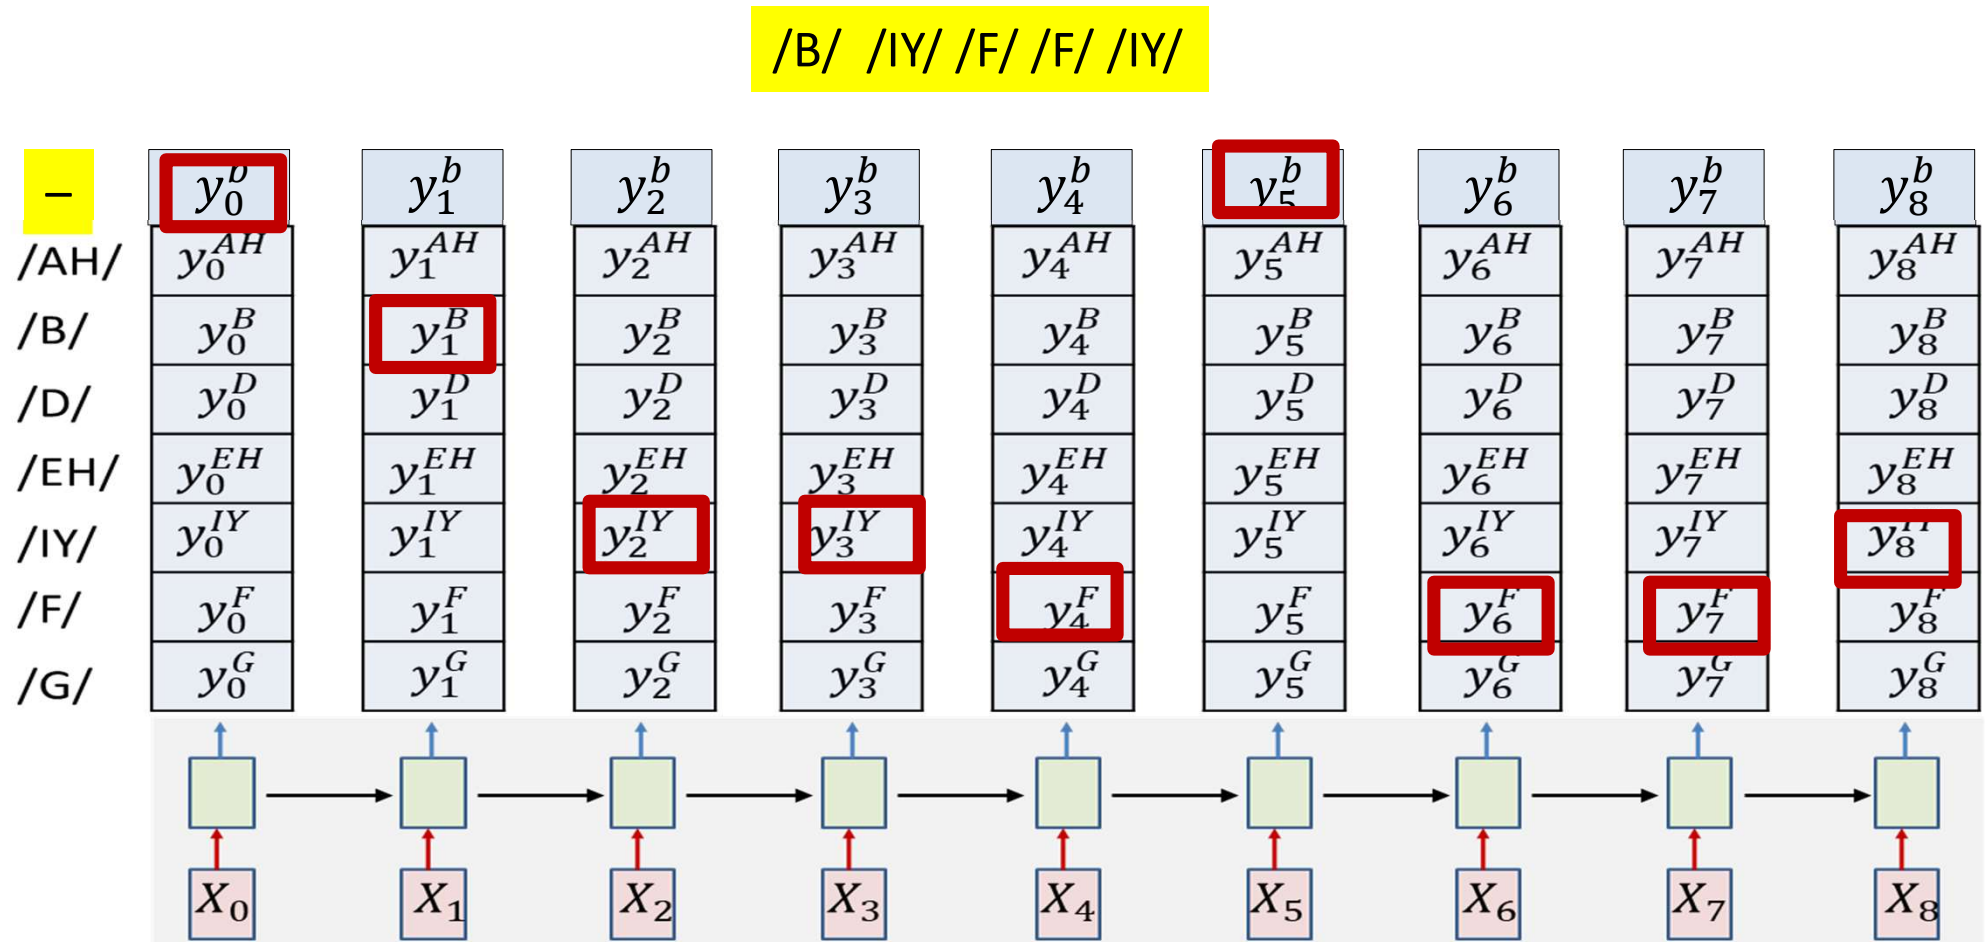 /B/ /IY/ /F/ /F/ /IY/
– y_0^b y_1^b y_2^b y_3^b y_4^b y_5^b y_6^b y_7^b y_8^b
/AH/ y_0^{AH} y_1^{AH} y_2^{AH} y_3^{AH} y_4^{AH} y_5^{AH} y_6^{AH} y_7^{AH} y_8^{AH}
/B/ y_0^B y_1^B y_2^B y_3^B y_4^B y_5^B y_6^B y_7^B y_8^B
/D/ y_0^D y_1^D y_2^D y_3^D y_4^D y_5^D y_6^D y_7^D y_8^D
/EH/ y_0^{EH} y_1^{EH} y_2^{EH} y_3^{EH} y_4^{EH} y_5^{EH} y_6^{EH} y_7^{EH} y_8^{EH}
/IY/ y_0^{IY} y_1^{IY} y_2^{IY} y_3^{IY} y_4^{IY} y_5^{IY} y_6^{IY} y_7^{IY} y_8^{IY}
/F/ y_0^F y_1^F y_2^F y_3^F y_4^F y_5^F y_6^F y_7^F y_8^F
/G/ y_0^G y_1^G y_2^G y_3^G y_4^G y_5^G y_6^G y_7^G y_8^G
X_0 X_1 X_2 X_3 X_4 X_5 X_6 X_7 X_8